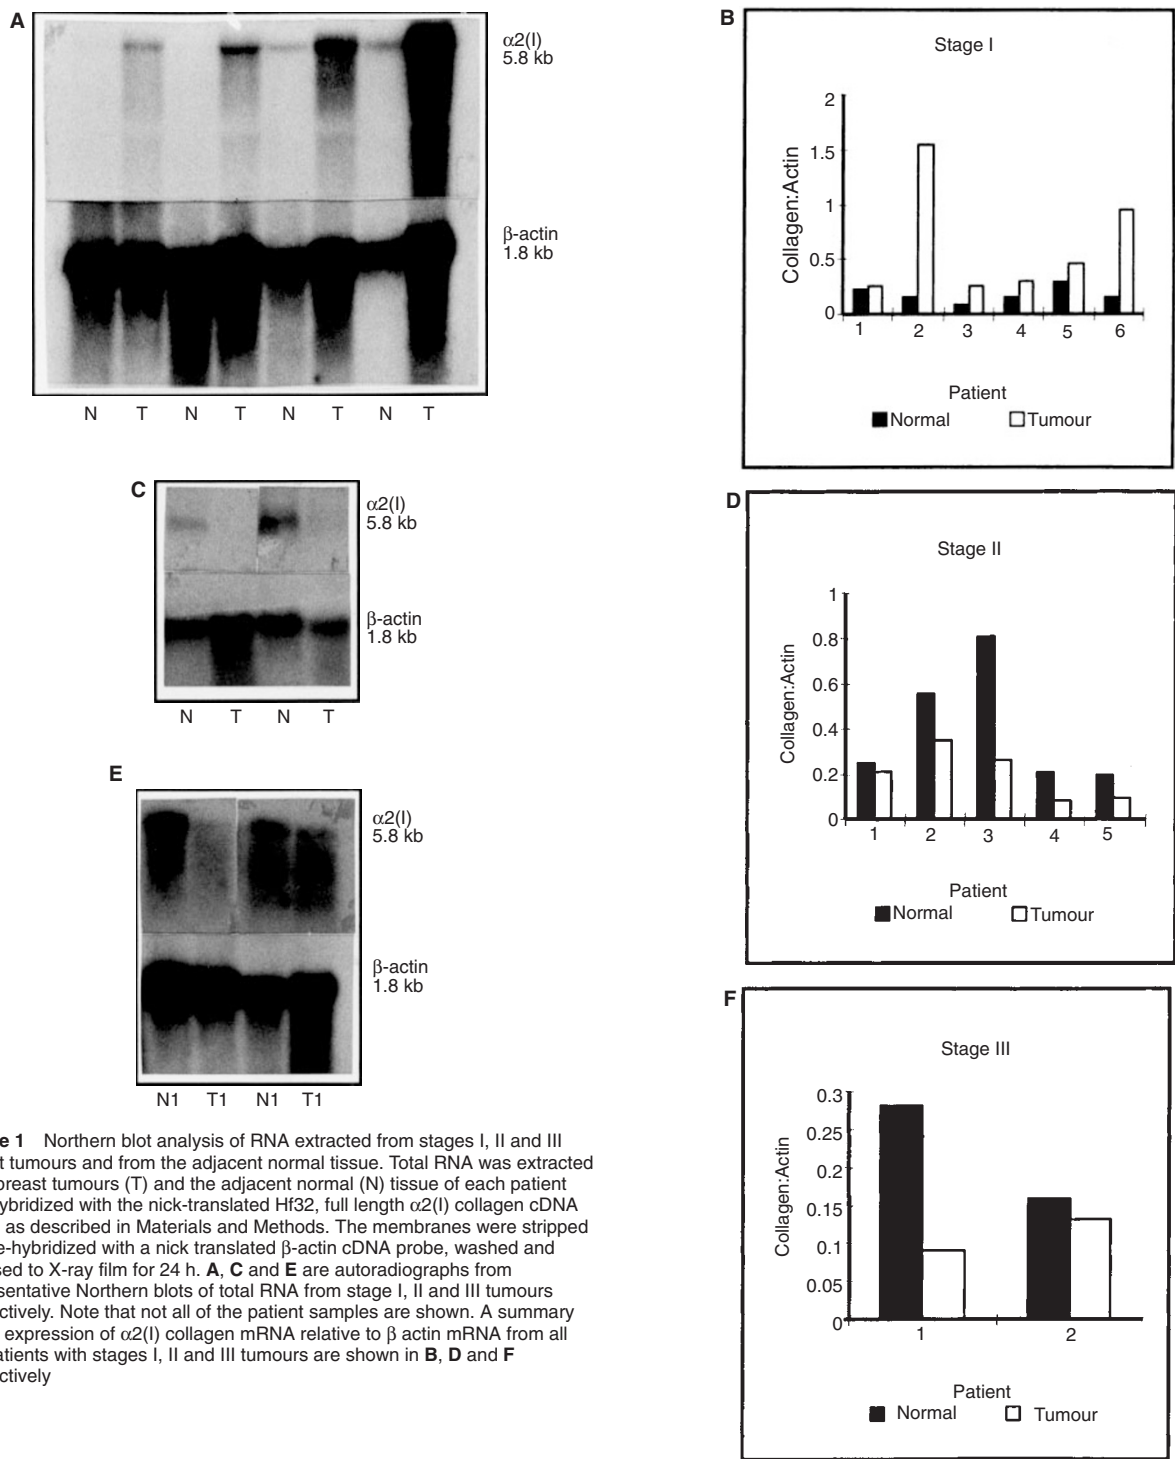 A
α2(I)
5.8 kb
β-actin
1.8 kb
N T N T N T N T
B
Stage I
Collagen:Actin
2
1.5
1
0.5
0
1 2 3 4 5 6
Patient
Normal Tumour
C
α2(I)
5.8 kb
β-actin
1.8 kb
N T N T
D
Stage II
Collagen:Actin
1
0.8
0.6
0.4
0.2
0
1 2 3 4 5
Patient
Normal Tumour
E
α2(I)
5.8 kb
β-actin
1.8 kb
N1 T1 N1 T1
F
Stage III
Collagen:Actin
0.3
0.25
0.2
0.15
0.1
0.05
0
1 2
Patient
Normal Tumour
e 1 Northern blot analysis of RNA extracted from stages I, II and III
t tumours and from the adjacent normal tissue. Total RNA was extracted
breast tumours (T) and the adjacent normal (N) tissue of each patient
ybridized with the nick-translated Hf32, full length α2(I) collagen cDNA
as described in Materials and Methods. The membranes were stripped
e-hybridized with a nick translated β-actin cDNA probe, washed and
sed to X-ray film for 24 h. A, C and E are autoradiographs from
sentative Northern blots of total RNA from stage I, II and III tumours
ctively. Note that not all of the patient samples are shown. A summary
expression of α2(I) collagen mRNA relative to β actin mRNA from all
atients with stages I, II and III tumours are shown in B, D and F
ctively